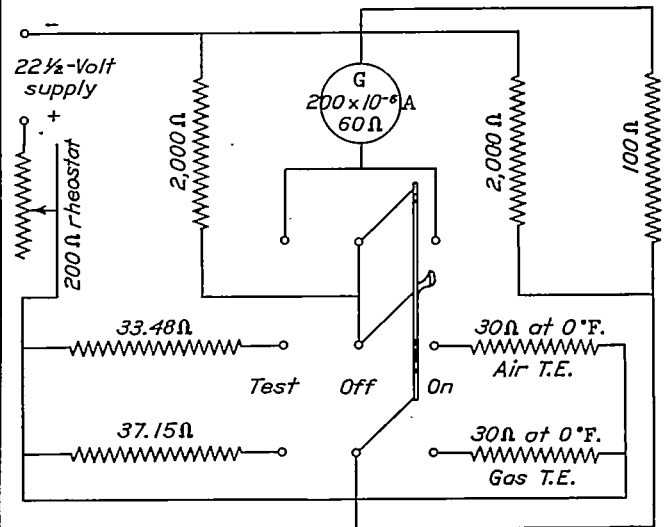 −
22½-Volt
supply
+
200Ω rheostat
2,000Ω
G
200×10⁻⁶A
60Ω
2,000Ω
100Ω
33.48Ω
30Ω at 0°F.
Air T.E.
Test Off On
37.15Ω
30Ω at 0°F.
Gas T.E.